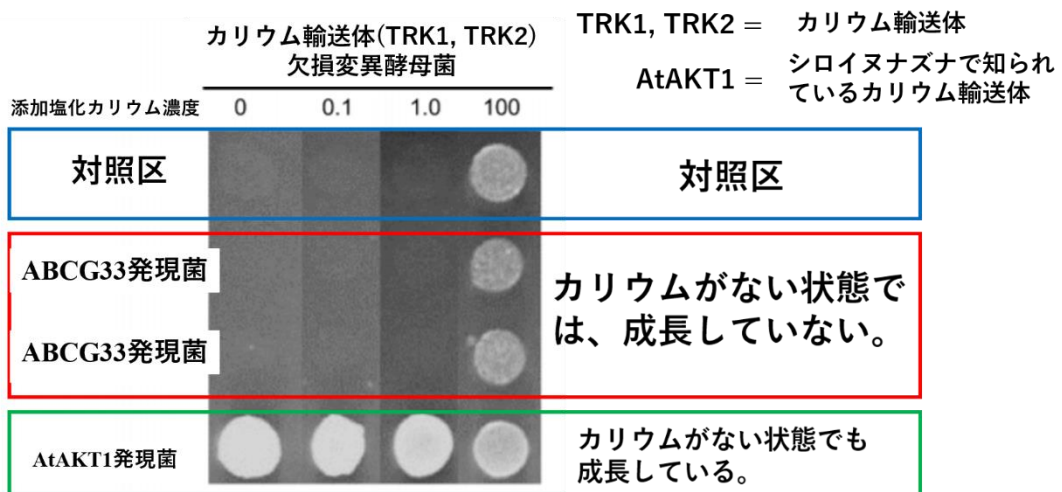 カリウム輸送体(TRK1, TRK2)
欠損変異酵母菌
TRK1, TRK2 = カリウム輸送体
AtAKT1 = シロイヌナズナで知られ
ているカリウム輸送体
添加塩化カリウム濃度 0 0.1 1.0 100
対照区 対照区
ABCG33発現菌
ABCG33発現菌
カリウムがない状態で
は、成長していない。
AtAKT1発現菌
カリウムがない状態でも
成長している。